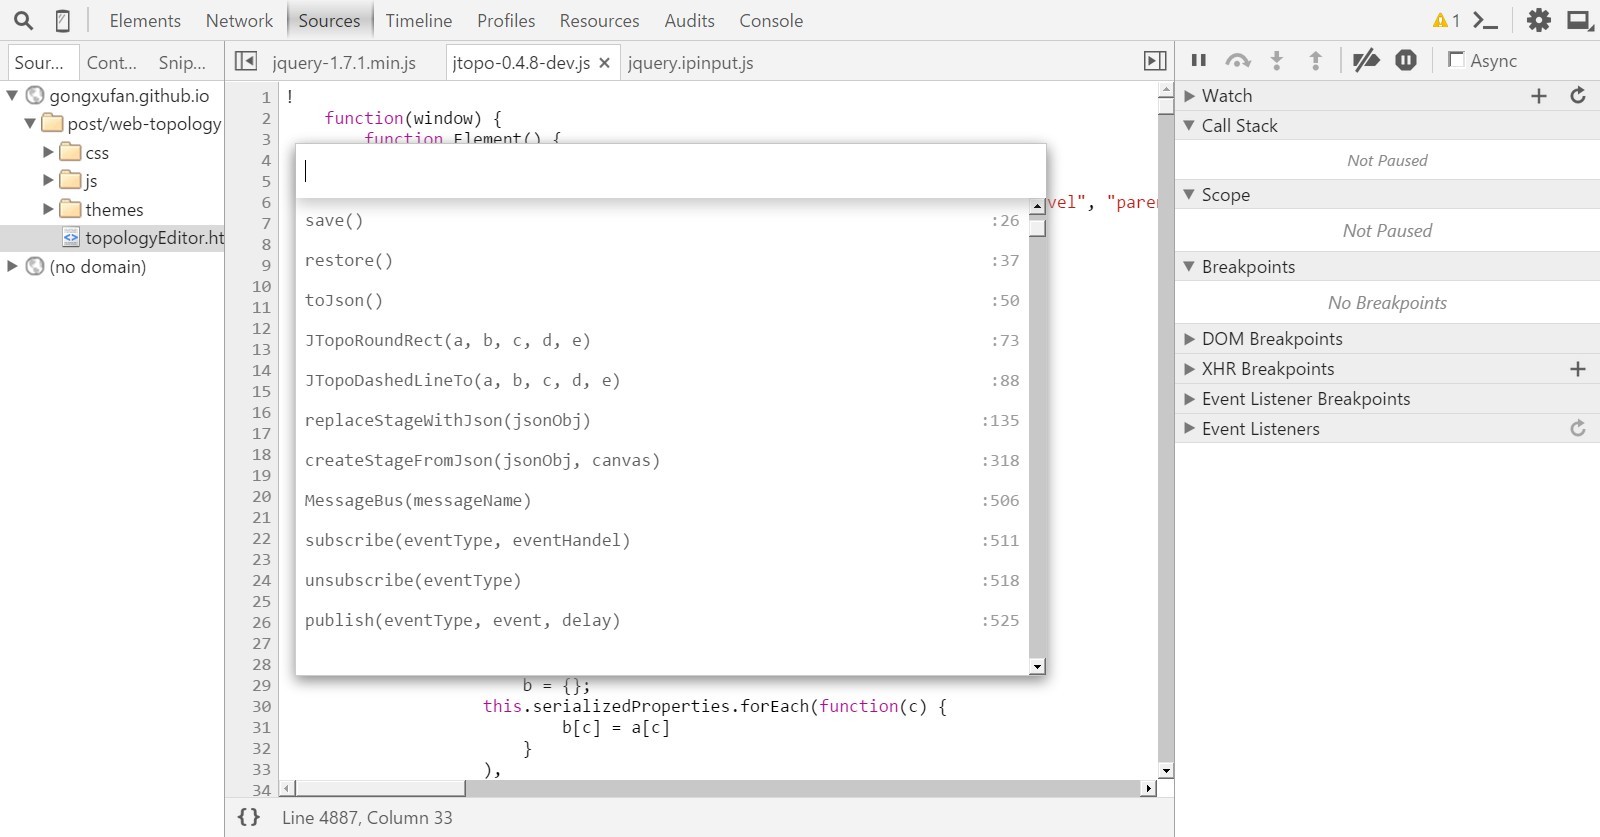 Elements Network Sources Timeline Profiles Resources Audits Console 1
Sour... Cont... Snip...
gongxufan.github.io
post/web-topology
css
js
themes
topologyEditor.ht
(no domain)
jquery-1.7.1.min.js jtopo-0.4.8-dev.js × jquery.ipinput.js
1 !
2 function(window) {
3 function Element() {
4
5
6 vel", "parer
7
8
9
10
11
12
13
14
15
16
17
18
19
20
21
22
23
24
25
26
27
28
29 b = {};
30 this.serializedProperties.forEach(function(c) {
31 b[c] = a[c]
32 }
33 ),
34
save() :26
restore() :37
toJson() :50
JTopoRoundRect(a, b, c, d, e) :73
JTopoDashedLineTo(a, b, c, d, e) :88
replaceStageWithJson(jsonObj) :135
createStageFromJson(jsonObj, canvas) :318
MessageBus(messageName) :506
subscribe(eventType, eventHandel) :511
unsubscribe(eventType) :518
publish(eventType, event, delay) :525
{} Line 4887, Column 33
Async
Watch
Call Stack
Not Paused
Scope
Not Paused
Breakpoints
No Breakpoints
DOM Breakpoints
XHR Breakpoints
Event Listener Breakpoints
Event Listeners